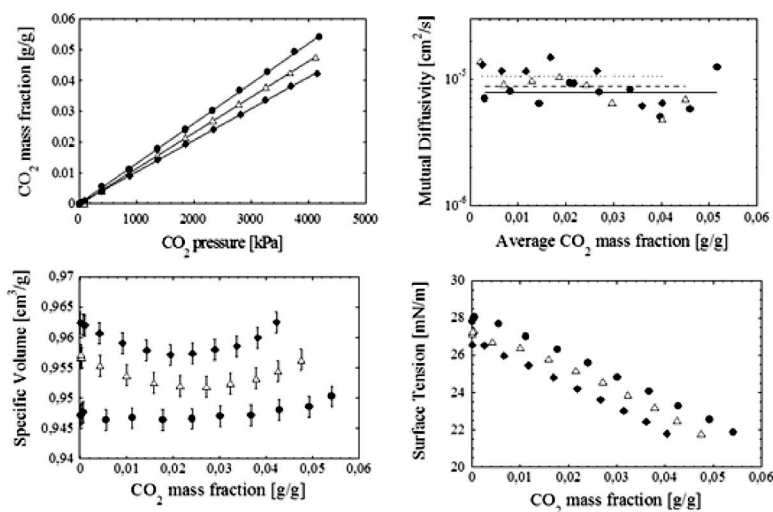 0.06
0.05
0.04
0.03
0.02
0.01
0
CO2 mass fraction [g/g]
0 1000 2000 3000 4000 5000
CO2 pressure [kPa]
10^-5
10^-6
Mutual Diffusivity [cm²/s]
0 0,01 0,02 0,03 0,04 0,05 0,06
Average CO2 mass fraction [g/g]
0,97
0,965
0,96
0,955
0,95
0,945
0,94
Specific Volume [cm³/g]
0 0,01 0,02 0,03 0,04 0,05 0,06
CO2 mass fraction [g/g]
30
28
26
24
22
20
Surface Tension [mN/m]
0 0,01 0,02 0,03 0,04 0,05 0,06
CO2 mass fraction [g/g]